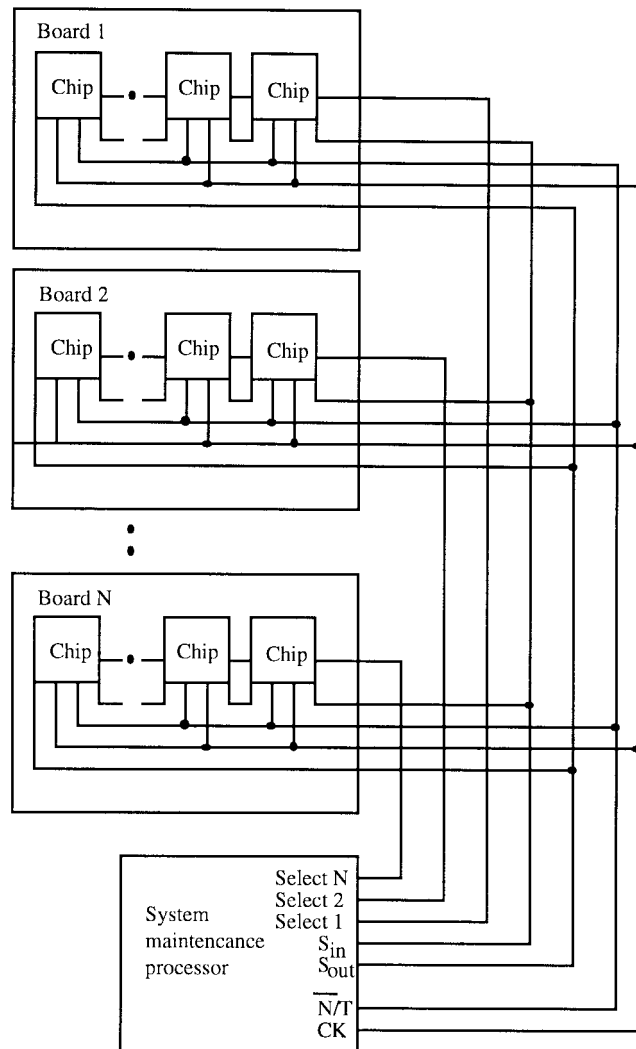 Board 1
Chip Chip Chip
Board 2
Chip Chip Chip
Board N
Chip Chip Chip
Select N
Select 2
Select 1
S_in
S_out
N̅/T
CK
System
maintencance
processor